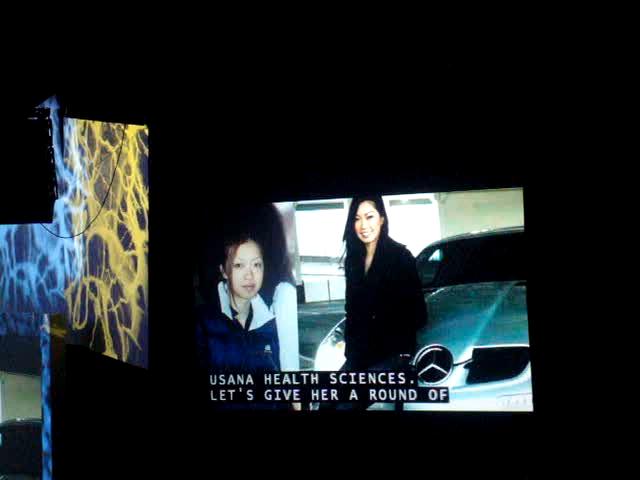 USANA HEALTH SCIENCES.
LET'S GIVE HER A ROUND OF